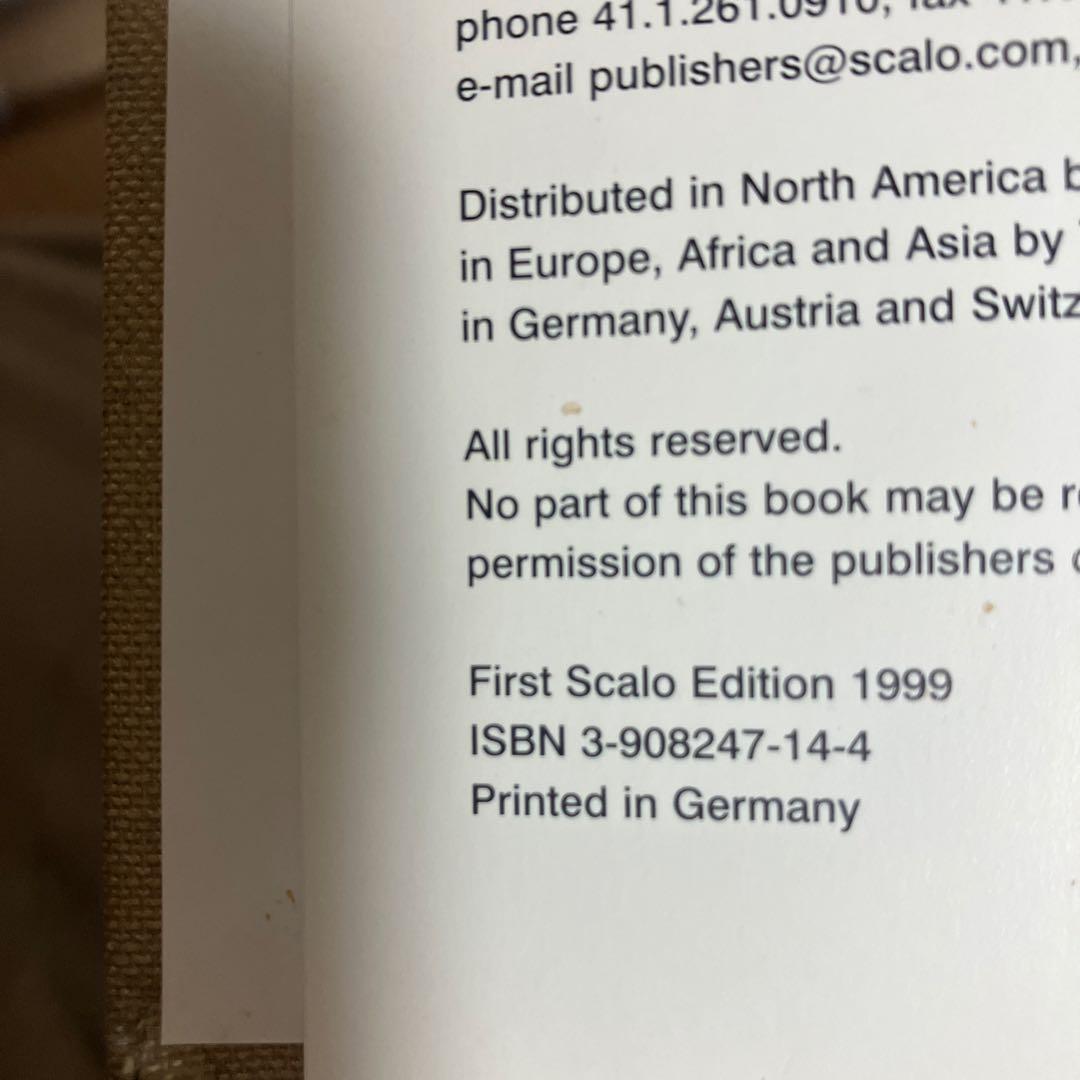 phone 41.1.261.0910, fax
e-mail publishers@scalo.com,
Distributed in North America
in Europe, Africa and Asia by
in Germany, Austria and Switz
All rights reserved.
No part of this book may be
permission of the publishers
First Scalo Edition 1999
ISBN 3-908247-14-4
Printed in Germany